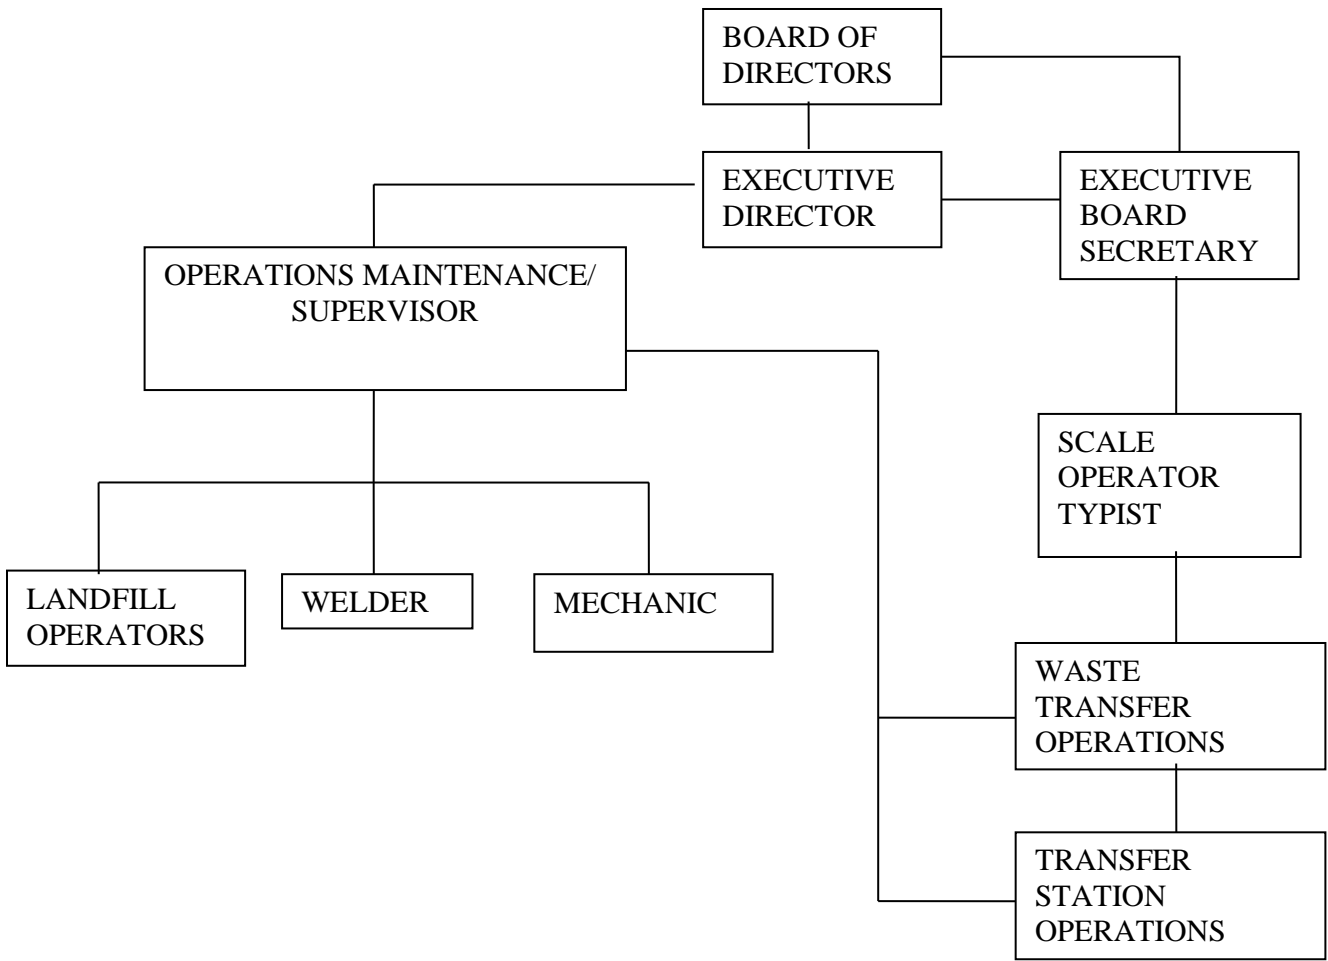 BOARD OF
DIRECTORS
EXECUTIVE
DIRECTOR
EXECUTIVE
BOARD
SECRETARY
OPERATIONS MAINTENANCE/
SUPERVISOR
SCALE
OPERATOR
TYPIST
LANDFILL
OPERATORS
WELDER
MECHANIC
WASTE
TRANSFER
OPERATIONS
TRANSFER
STATION
OPERATIONS